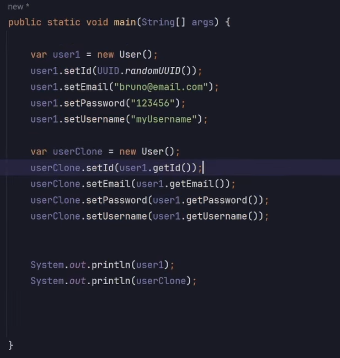 new *
public static void main(String[] args) {
var user1 = new User();
user1.setId(UUID.randomUUID());
user1.setEmail("bruno@email.com");
user1.setPassword("123456");
user1.setUsername("myUsername");
var userClone = new User();
userClone.setId(user1.getId());
userClone.setEmail(user1.getEmail());
userClone.setPassword(user1.getPassword());
userClone.setUsername(user1.getUsername());
System.out.println(user1);
System.out.println(userClone);
}